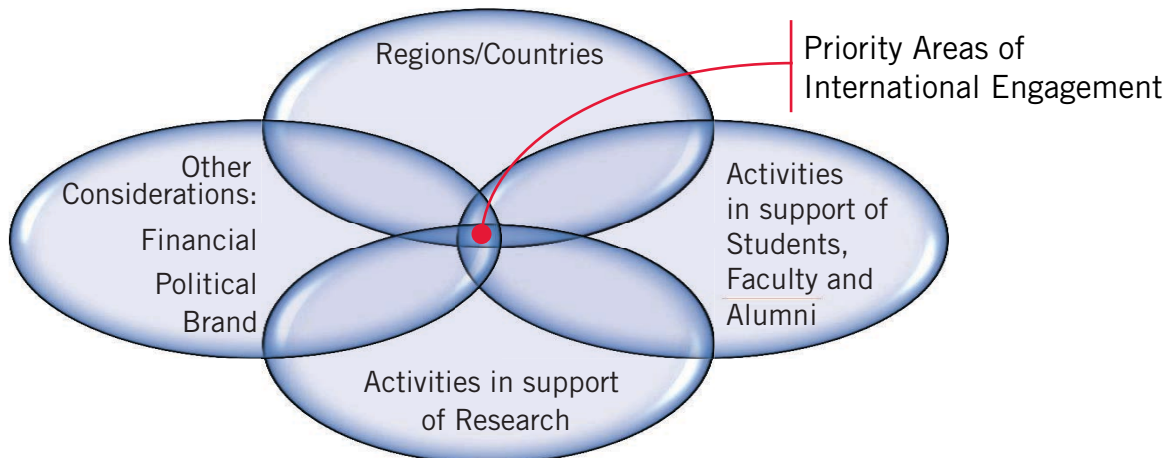 Regions/Countries
Priority Areas of
International Engagement
Other
Considerations:
Financial
Political
Brand
Activities
in support of
Students,
Faculty and
Alumni
Activities in support
of Research